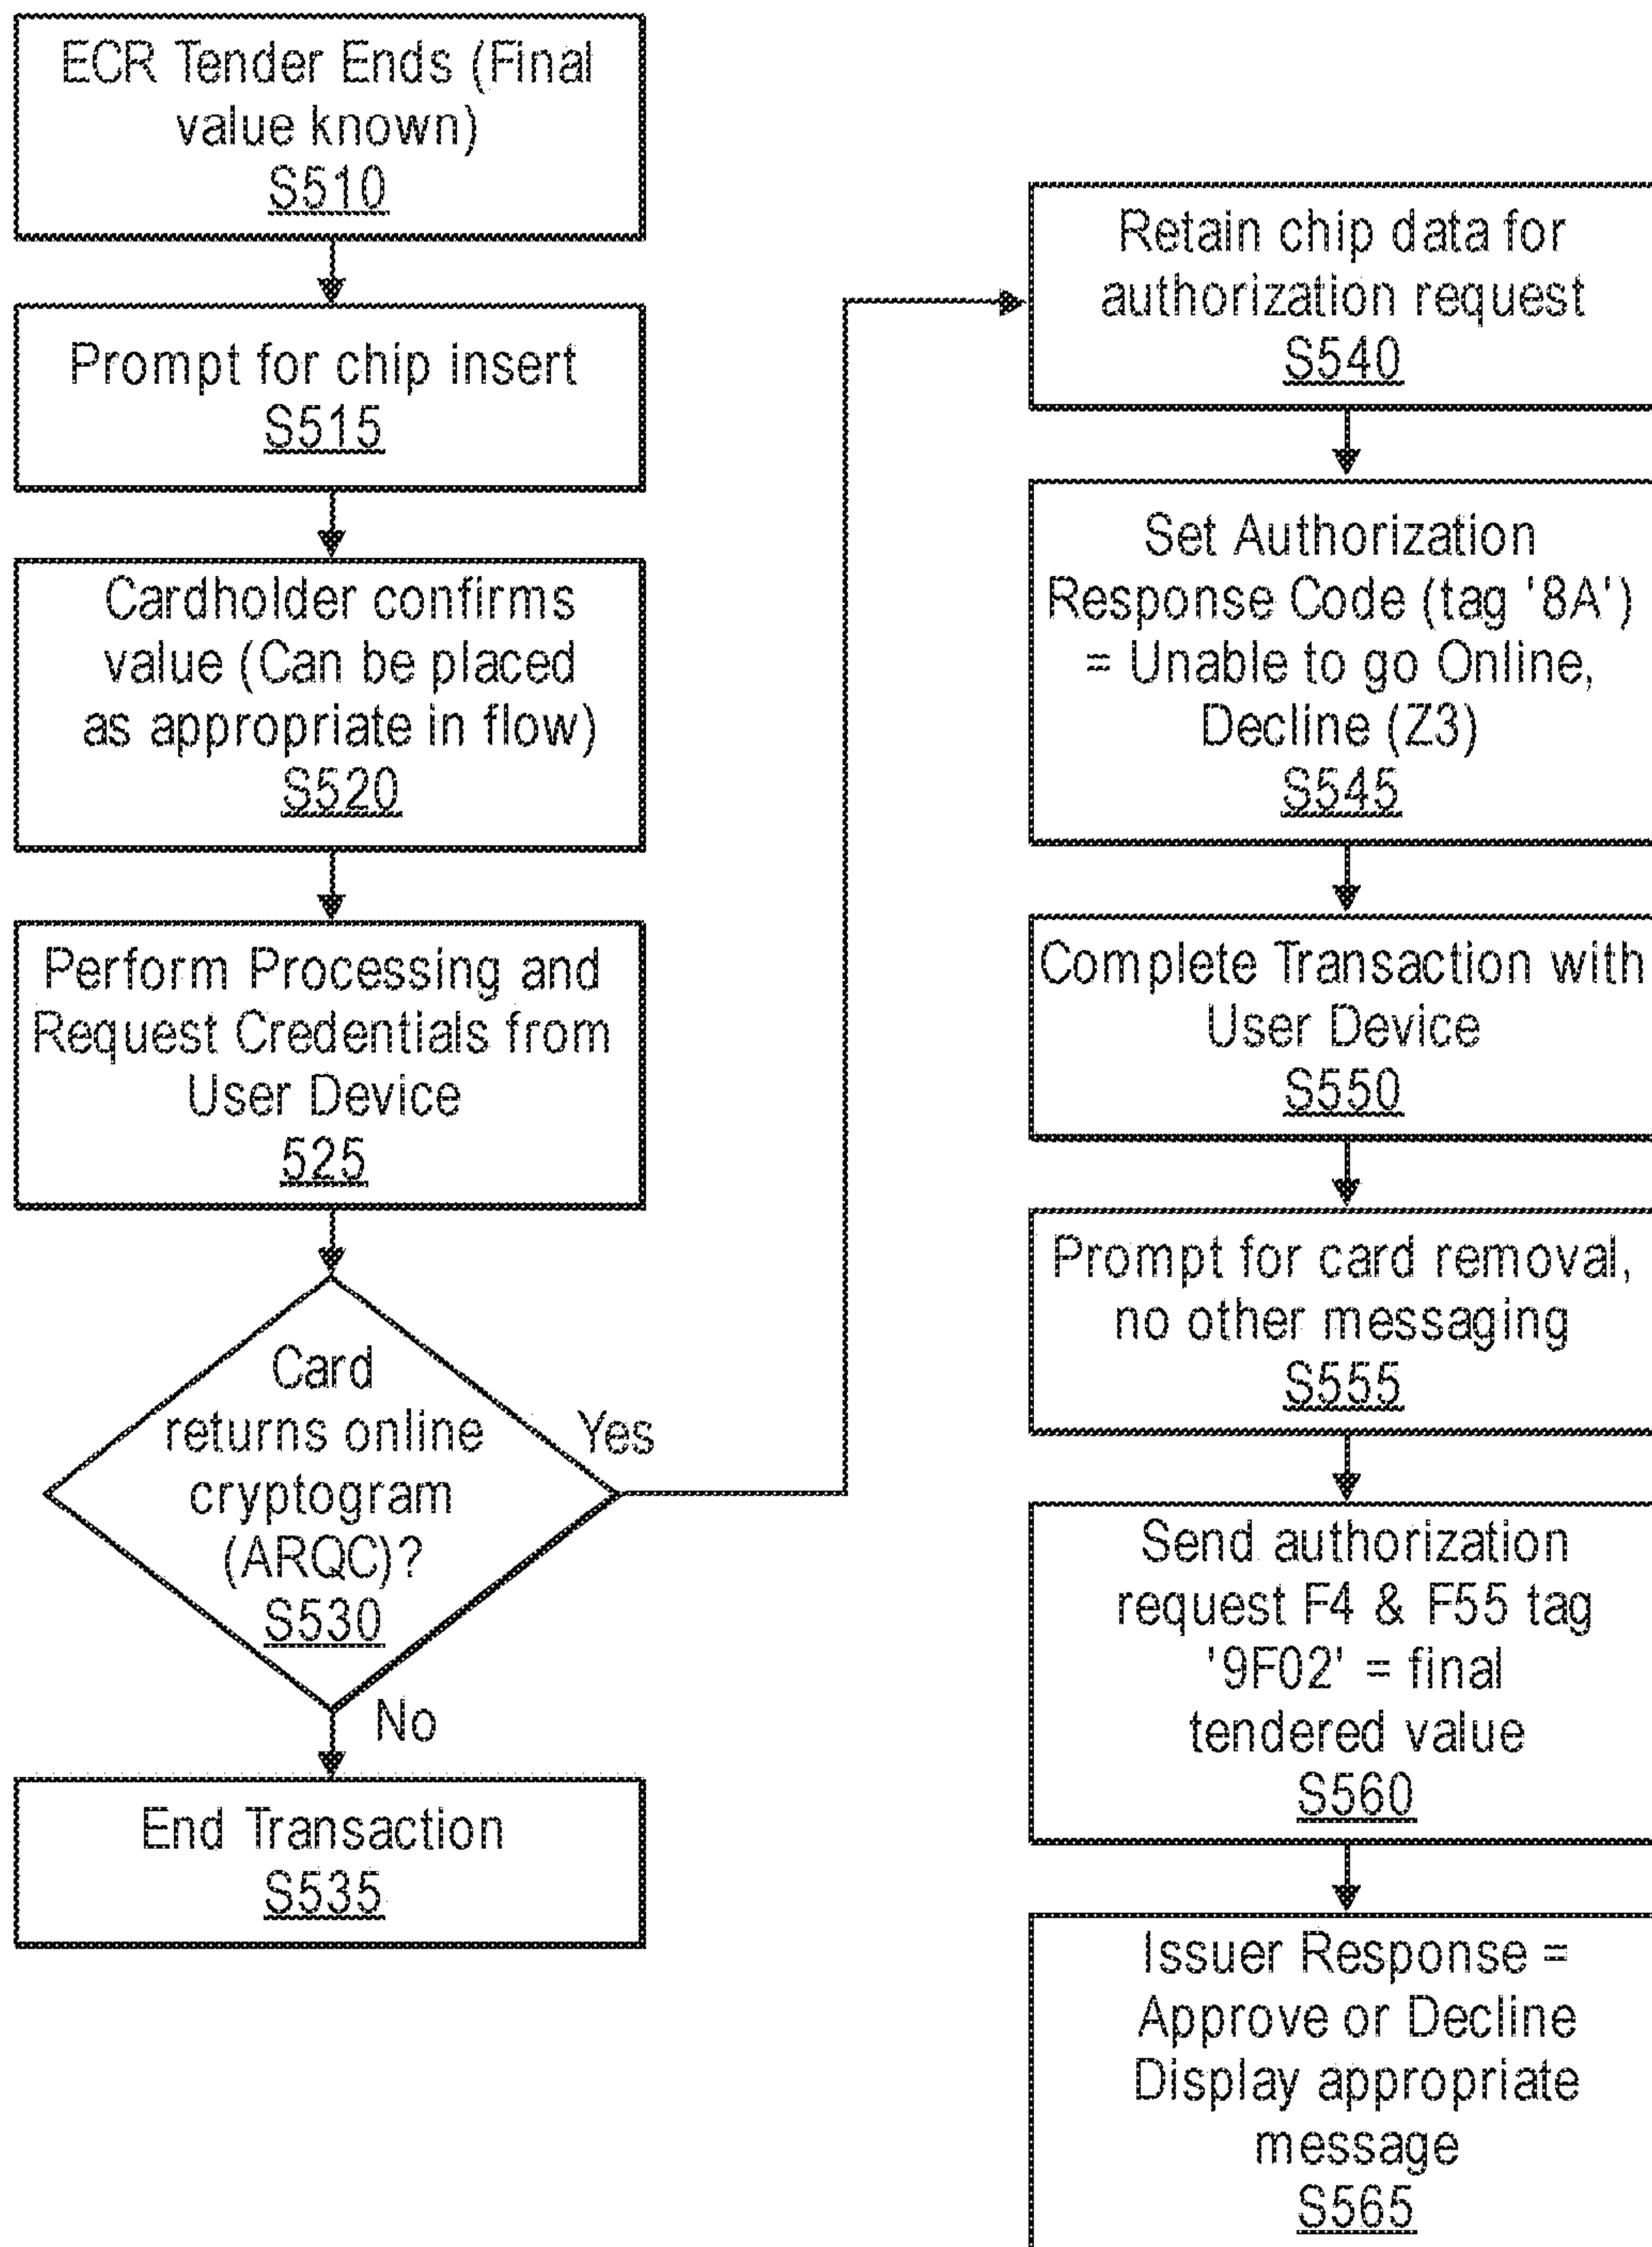 ECR Tender Ends (Final
value known)
S510
Prompt for chip insert
S515
Cardholder confirms
value (Can be placed
as appropriate in flow)
S520
Perform Processing and
Request Credentials from
User Device
525
Card
returns online
cryptogram
(ARQC)?
S530
Yes
No
End Transaction
S535
Retain chip data for
authorization request
S540
Set Authorization
Response Code (tag '8A')
= Unable to go Online,
Decline (Z3)
S545
Complete Transaction with
User Device
S550
Prompt for card removal,
no other messaging
S555
Send authorization
request F4 & F55 tag
'9F02' = final
tendered value
S560
Issuer Response =
Approve or Decline
Display appropriate
message
S565